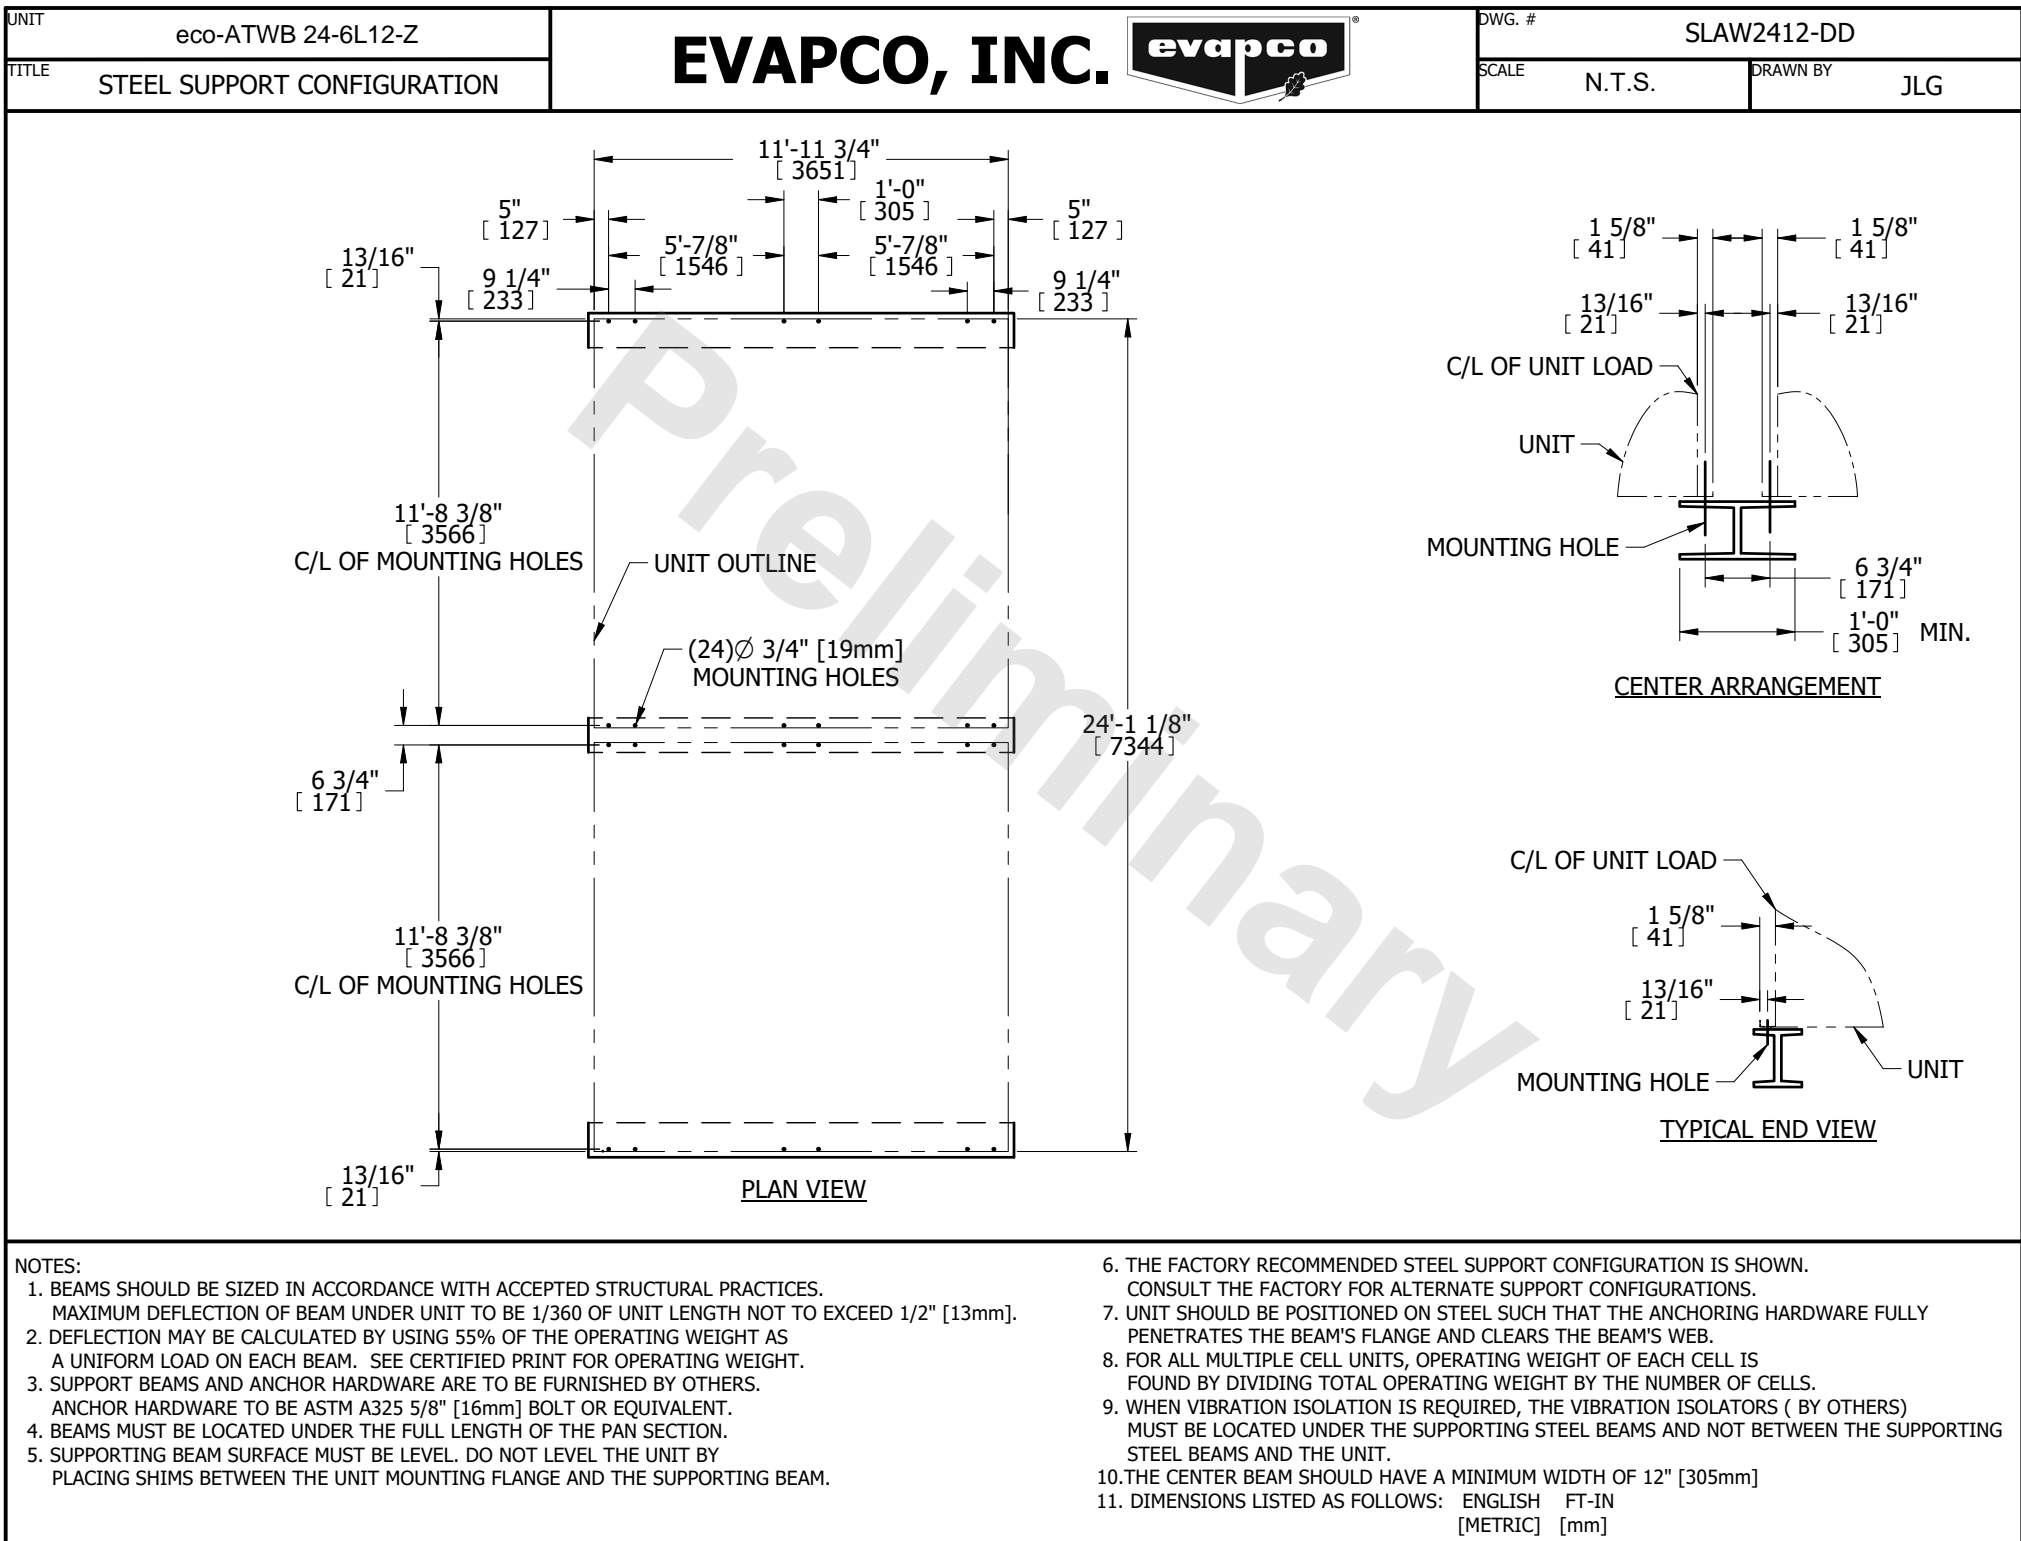 UNIT
eco-ATWB 24-6L12-Z
TITLE
STEEL SUPPORT CONFIGURATION
EVAPCO, INC.
evapco®
DWG. #
SLAW2412-DD
SCALE
N.T.S.
DRAWN BY
JLG
11'-11 3/4"
[ 3651 ]
1'-0"
[ 305 ]
5"
[ 127 ]
5"
[ 127 ]
5'-7/8"
[ 1546 ]
5'-7/8"
[ 1546 ]
13/16"
[ 21 ]
9 1/4"
[ 233 ]
9 1/4"
[ 233 ]
11'-8 3/8"
[ 3566 ]
C/L OF MOUNTING HOLES
UNIT OUTLINE
(24)∅ 3/4" [19mm]
MOUNTING HOLES
24'-1 1/8"
[ 7344 ]
6 3/4"
[ 171 ]
11'-8 3/8"
[ 3566 ]
C/L OF MOUNTING HOLES
13/16"
[ 21 ]
PLAN VIEW
Preliminary
1 5/8"
[ 41 ]
1 5/8"
[ 41 ]
13/16"
[ 21 ]
13/16"
[ 21 ]
C/L OF UNIT LOAD
UNIT
MOUNTING HOLE
6 3/4"
[ 171 ]
1'-0"
[ 305 ] MIN.
CENTER ARRANGEMENT
C/L OF UNIT LOAD
1 5/8"
[ 41 ]
13/16"
[ 21 ]
MOUNTING HOLE
UNIT
TYPICAL END VIEW
NOTES:
1. BEAMS SHOULD BE SIZED IN ACCORDANCE WITH ACCEPTED STRUCTURAL PRACTICES.
MAXIMUM DEFLECTION OF BEAM UNDER UNIT TO BE 1/360 OF UNIT LENGTH NOT TO EXCEED 1/2" [13mm].
2. DEFLECTION MAY BE CALCULATED BY USING 55% OF THE OPERATING WEIGHT AS
A UNIFORM LOAD ON EACH BEAM. SEE CERTIFIED PRINT FOR OPERATING WEIGHT.
3. SUPPORT BEAMS AND ANCHOR HARDWARE ARE TO BE FURNISHED BY OTHERS.
ANCHOR HARDWARE TO BE ASTM A325 5/8" [16mm] BOLT OR EQUIVALENT.
4. BEAMS MUST BE LOCATED UNDER THE FULL LENGTH OF THE PAN SECTION.
5. SUPPORTING BEAM SURFACE MUST BE LEVEL. DO NOT LEVEL THE UNIT BY
PLACING SHIMS BETWEEN THE UNIT MOUNTING FLANGE AND THE SUPPORTING BEAM.
6. THE FACTORY RECOMMENDED STEEL SUPPORT CONFIGURATION IS SHOWN.
CONSULT THE FACTORY FOR ALTERNATE SUPPORT CONFIGURATIONS.
7. UNIT SHOULD BE POSITIONED ON STEEL SUCH THAT THE ANCHORING HARDWARE FULLY
PENETRATES THE BEAM'S FLANGE AND CLEARS THE BEAM'S WEB.
8. FOR ALL MULTIPLE CELL UNITS, OPERATING WEIGHT OF EACH CELL IS
FOUND BY DIVIDING TOTAL OPERATING WEIGHT BY THE NUMBER OF CELLS.
9. WHEN VIBRATION ISOLATION IS REQUIRED, THE VIBRATION ISOLATORS ( BY OTHERS)
MUST BE LOCATED UNDER THE SUPPORTING STEEL BEAMS AND NOT BETWEEN THE SUPPORTING
STEEL BEAMS AND THE UNIT.
10.THE CENTER BEAM SHOULD HAVE A MINIMUM WIDTH OF 12" [305mm]
11. DIMENSIONS LISTED AS FOLLOWS: ENGLISH FT-IN
[METRIC] [mm]